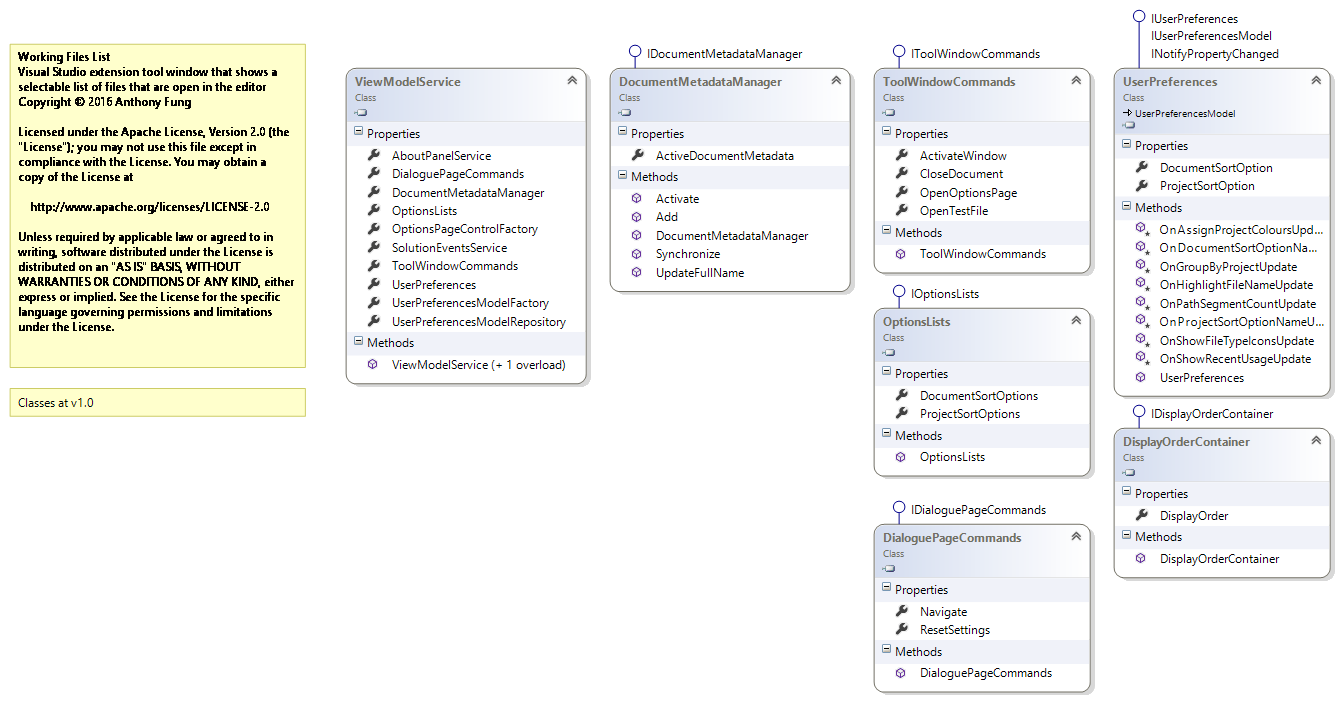 Working Files List
Visual Studio extension tool window that shows a
selectable list of files that are open in the editor
Copyright © 2016 Anthony Fung
Licensed under the Apache License, Version 2.0 (the
"License"); you may not use this file except in
compliance with the License. You may obtain a
copy of the License at
http://www.apache.org/licenses/LICENSE-2.0
Unless required by applicable law or agreed to in
writing, software distributed under the License is
distributed on an "AS IS" BASIS, WITHOUT
WARRANTIES OR CONDITIONS OF ANY KIND, either
express or implied. See the License for the specific
language governing permissions and limitations
under the License.
Classes at v1.0
ViewModelService
Class
Properties
AboutPanelService
DialoguePageCommands
DocumentMetadataManager
OptionsLists
OptionsPageControlFactory
SolutionEventsService
ToolWindowCommands
UserPreferences
UserPreferencesModelFactory
UserPreferencesModelRepository
Methods
ViewModelService (+ 1 overload)
IDocumentMetadataManager
DocumentMetadataManager
Class
Properties
ActiveDocumentMetadata
Methods
Activate
Add
DocumentMetadataManager
Synchronize
UpdateFullName
IToolWindowCommands
ToolWindowCommands
Class
Properties
ActivateWindow
CloseDocument
OpenOptionsPage
OpenTestFile
Methods
ToolWindowCommands
IOptionsLists
OptionsLists
Class
Properties
DocumentSortOptions
ProjectSortOptions
Methods
OptionsLists
IDialoguePageCommands
DialoguePageCommands
Class
Properties
Navigate
ResetSettings
Methods
DialoguePageCommands
IUserPreferences
IUserPreferencesModel
INotifyPropertyChanged
UserPreferences
Class
UserPreferencesModel
Properties
DocumentSortOption
ProjectSortOption
Methods
OnAssignProjectColoursUpd...
OnDocumentSortOptionNa...
OnGroupByProjectUpdate
OnHighlightFileNameUpdate
OnPathSegmentCountUpdate
OnProjectSortOptionNameU...
OnShowFileTypeIconsUpdate
OnShowRecentUsageUpdate
UserPreferences
IDisplayOrderContainer
DisplayOrderContainer
Class
Properties
DisplayOrder
Methods
DisplayOrderContainer